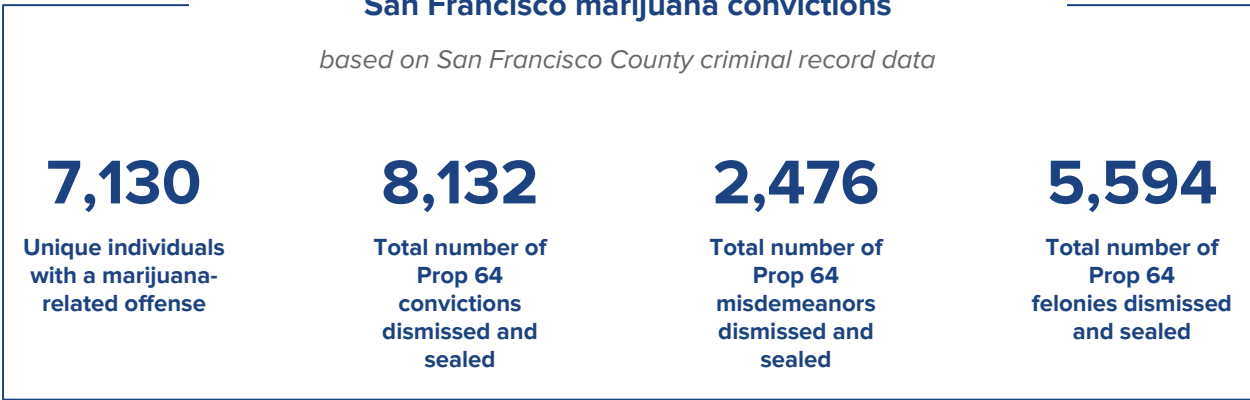 San Francisco marijuana convictions
based on San Francisco County criminal record data
7,130
Unique individuals
with a marijuana-
related offense
8,132
Total number of
Prop 64
convictions
dismissed and
sealed
2,476
Total number of
Prop 64
misdemeanors
dismissed and
sealed
5,594
Total number of
Prop 64
felonies dismissed
and sealed